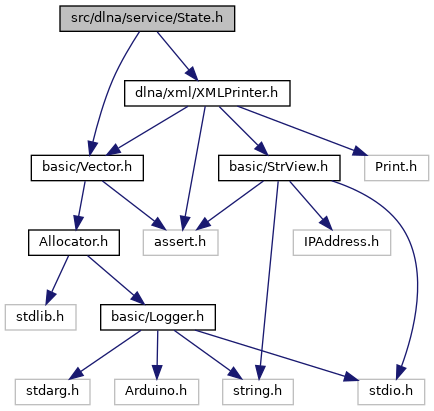 src/dlna/service/State.h
dlna/xml/XMLPrinter.h
basic/Vector.h
basic/StrView.h
Print.h
Allocator.h
assert.h
IPAddress.h
stdlib.h
basic/Logger.h
stdarg.h
Arduino.h
string.h
stdio.h